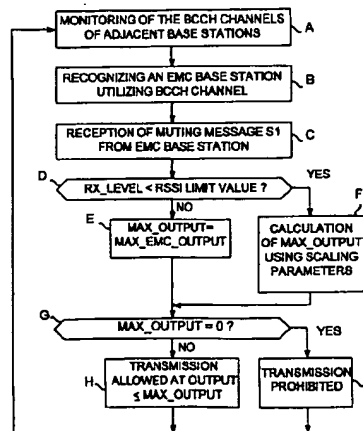 MONITORING OF THE BCCH CHANNELS
OF ADJACENT BASE STATIONS
A
RECOGNIZING AN EMC BASE STATION
UTILIZING BCCH CHANNEL
B
RECEPTION OF MUTING MESSAGE S1
FROM EMC BASE STATION
C
D
RX_LEVEL < RSSI LIMIT VALUE ?
YES
NO
E
MAX_OUTPUT=
MAX_EMC_OUTPUT
F
CALCULATION
OF MAX_OUTPUT
USING SCALING
PARAMETERS
G
MAX_OUTPUT = 0 ?
YES
NO
H
TRANSMISSION
ALLOWED AT OUTPUT
≤ MAX_OUTPUT
TRANSMISSION
PROHIBITED